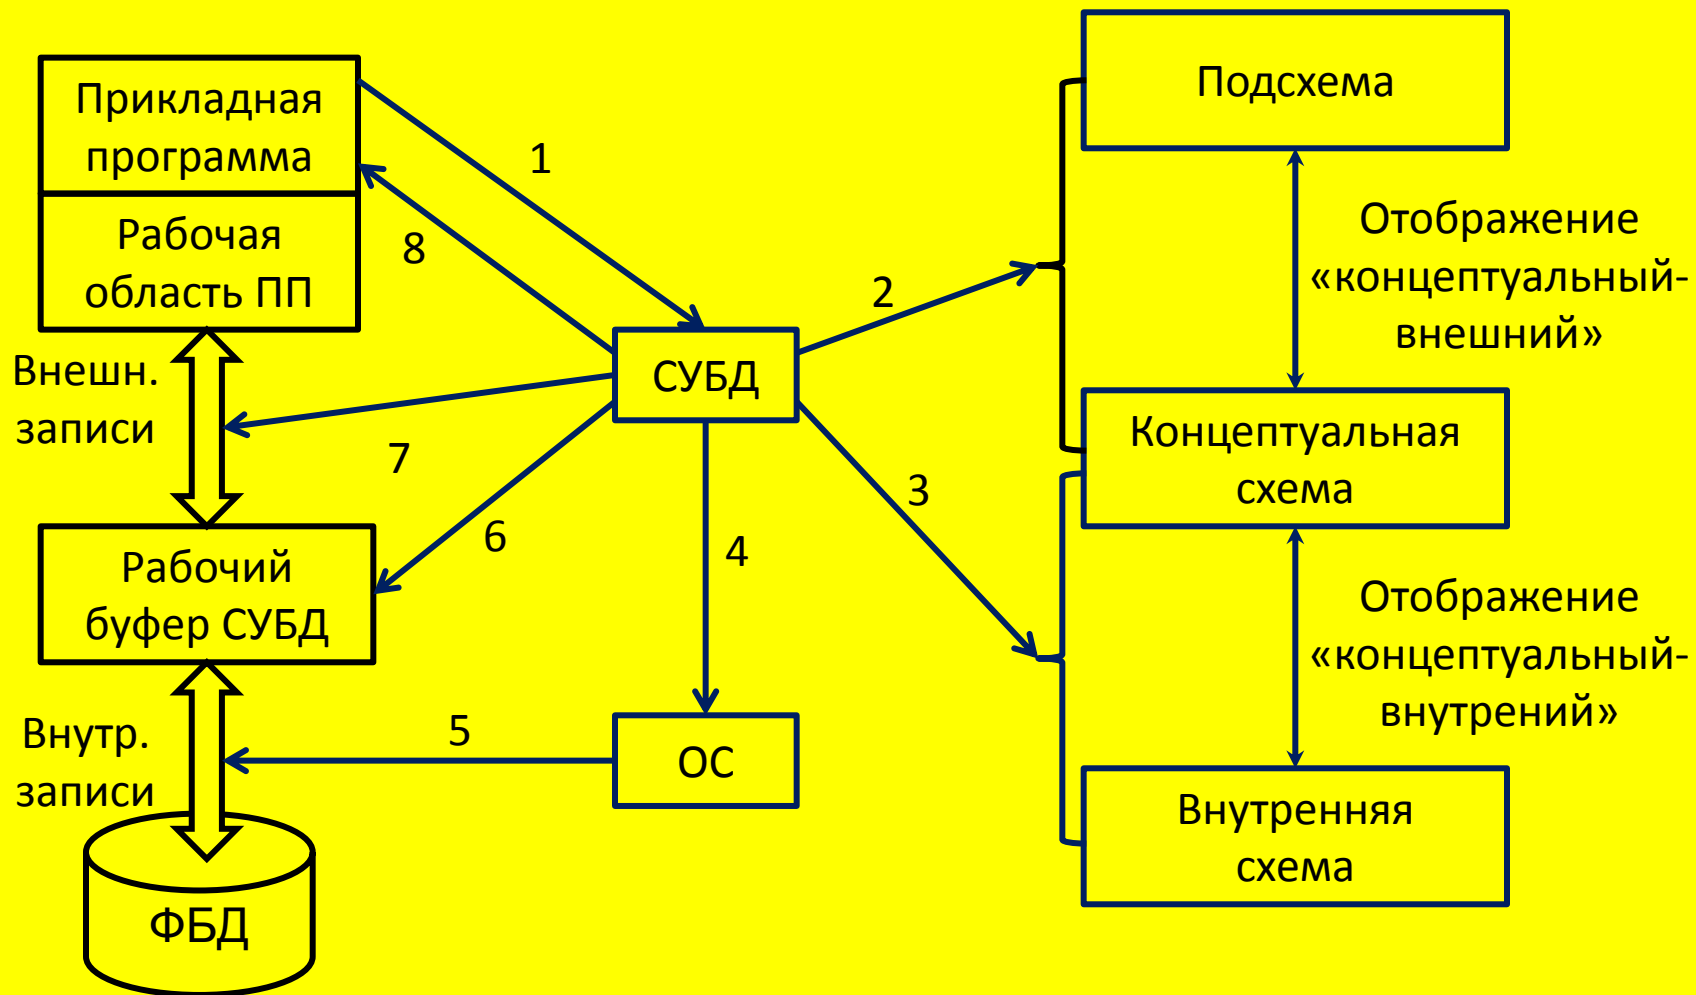 Прикладная
программа
Рабочая
область ПП
Внешн.
записи
Рабочий
буфер СУБД
Внутр.
записи
ФБД
1
8
СУБД
7
6
4
5
ОС
2
3
Подсхема
Отображение
«концептуальный-
внешний»
Концептуальная
схема
Отображение
«концептуальный-
внутрений»
Внутренняя
схема